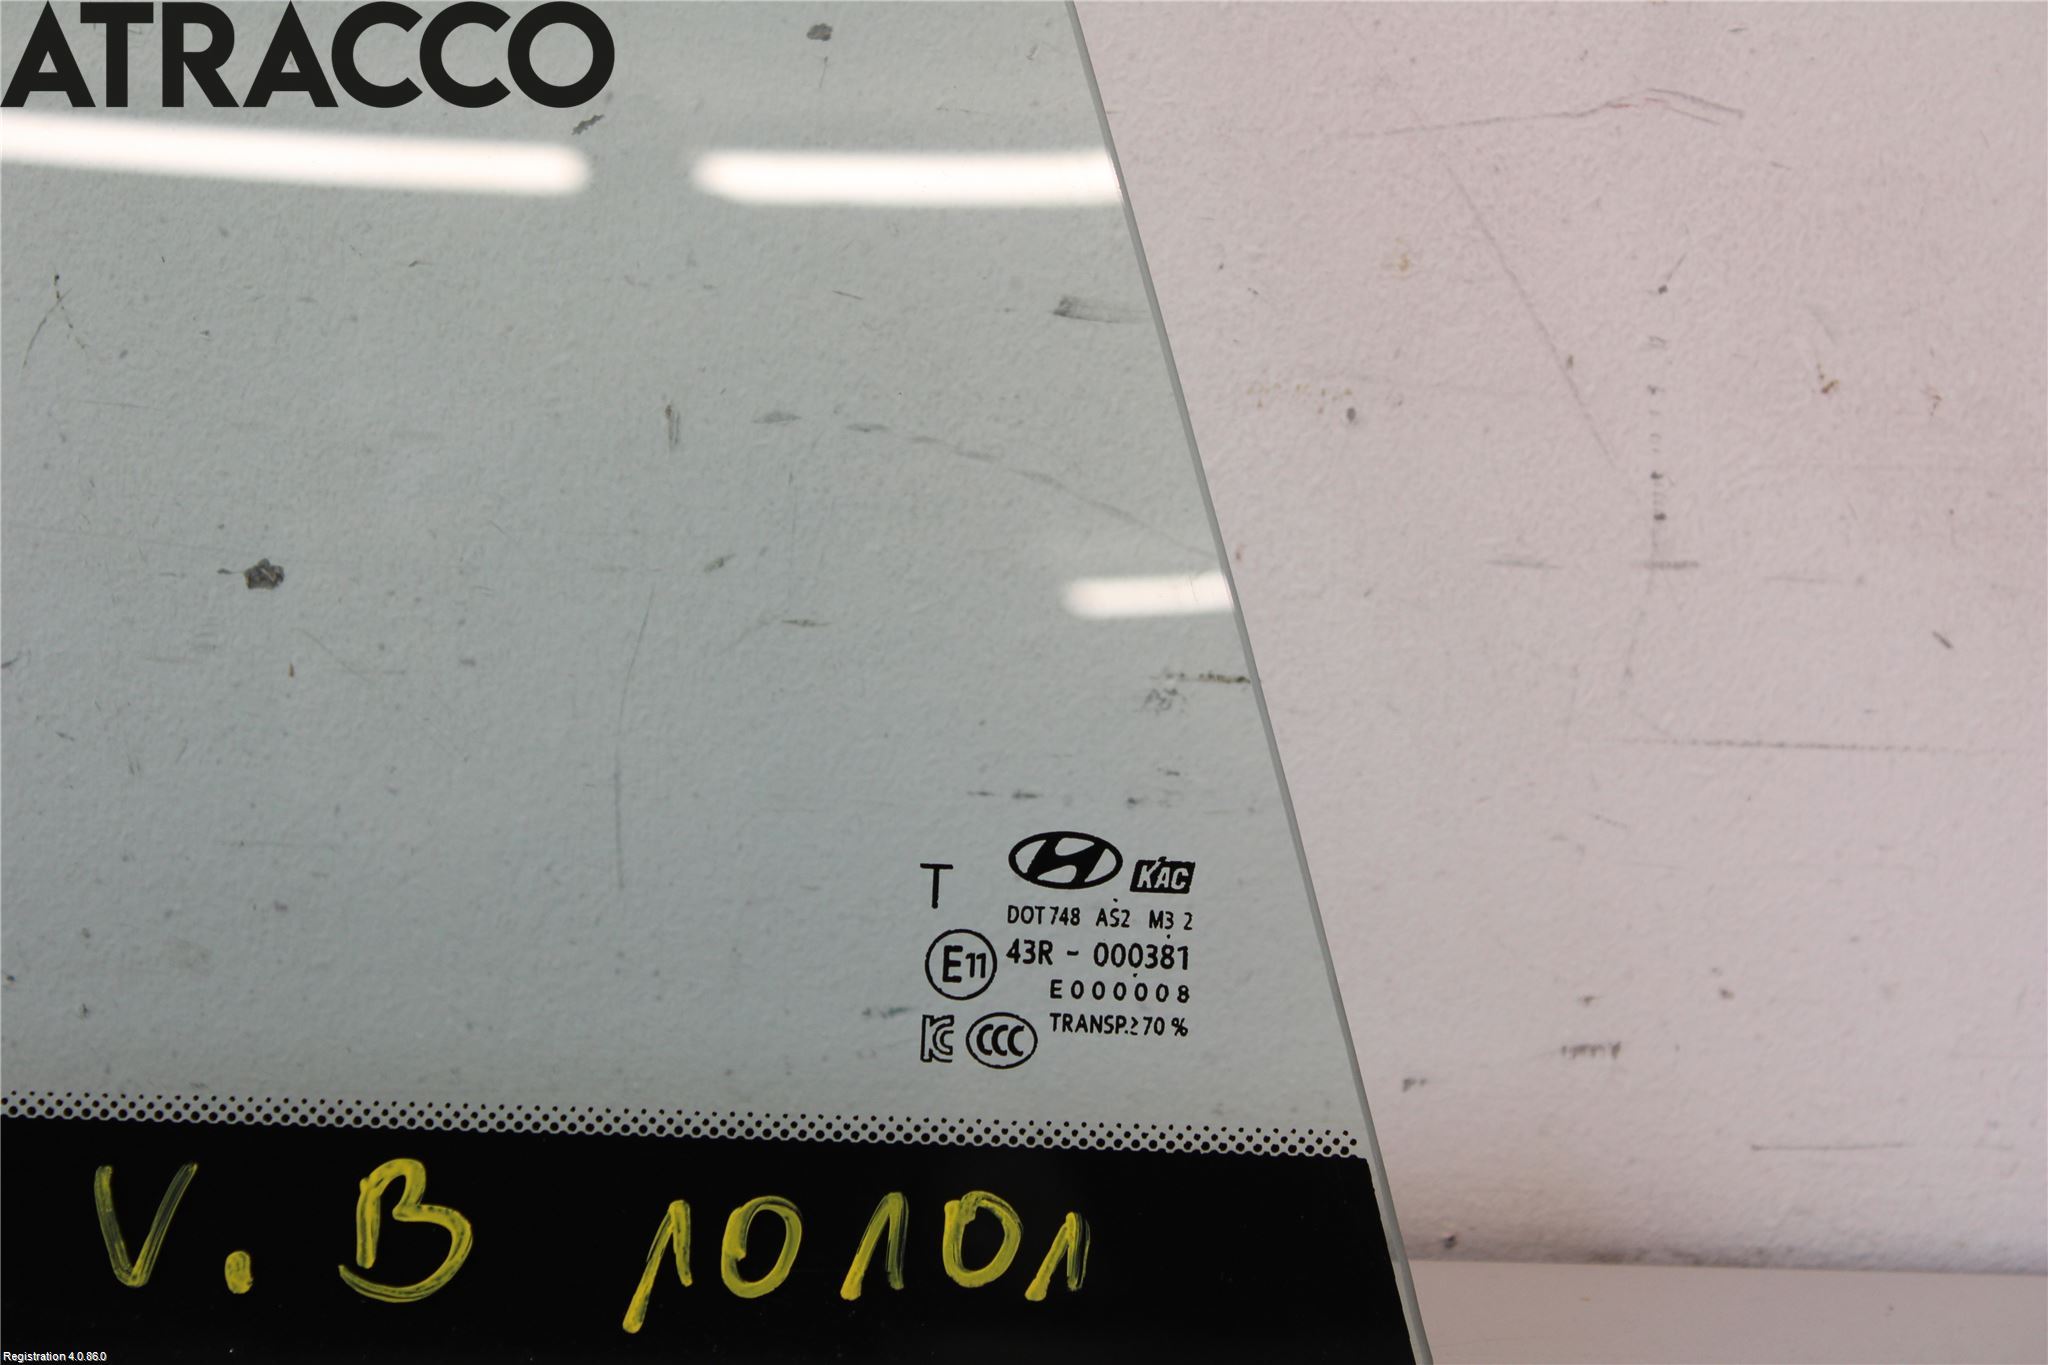 ATRACCO
T
KAC
DOT 748 AS2 M3 2
E11 43R - 000381
E000008
KC CCC TRANSP.≥70 %
V. B 10101
Registration 4.0.86.0